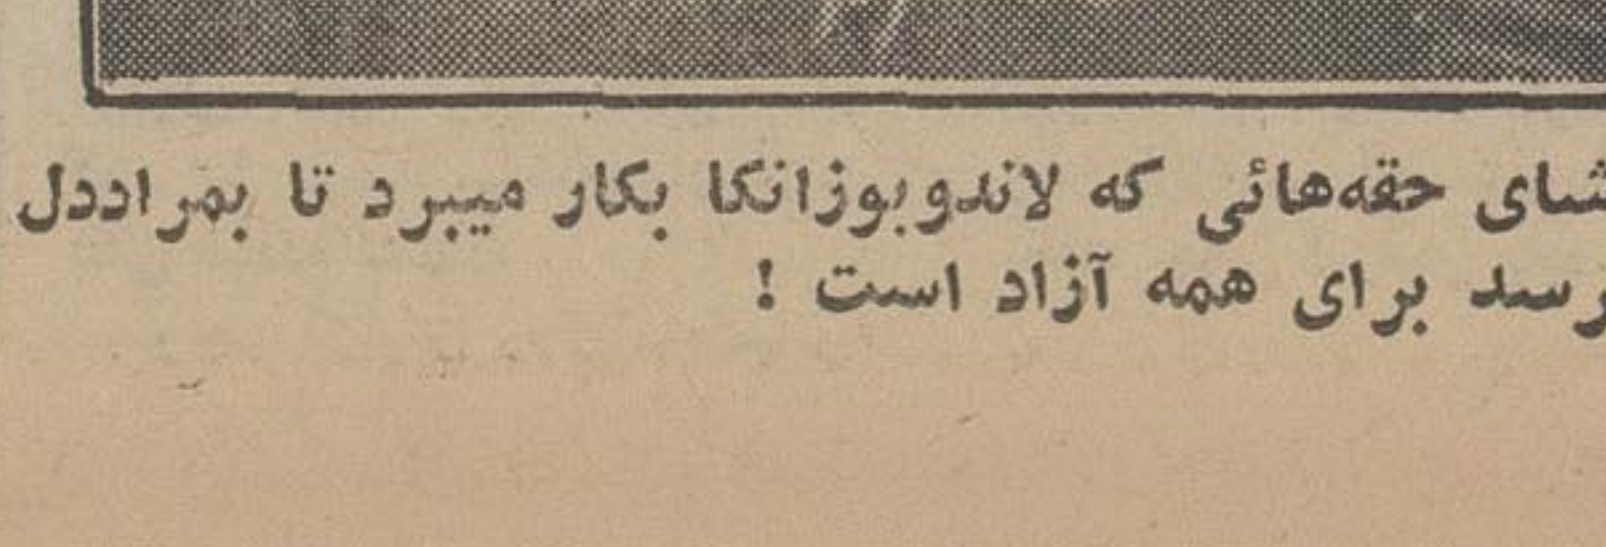 شای حقه‌هائی که لاندوبوزانکا بکار میبرد تا بمراددل
رسد برای همه آزاد است !